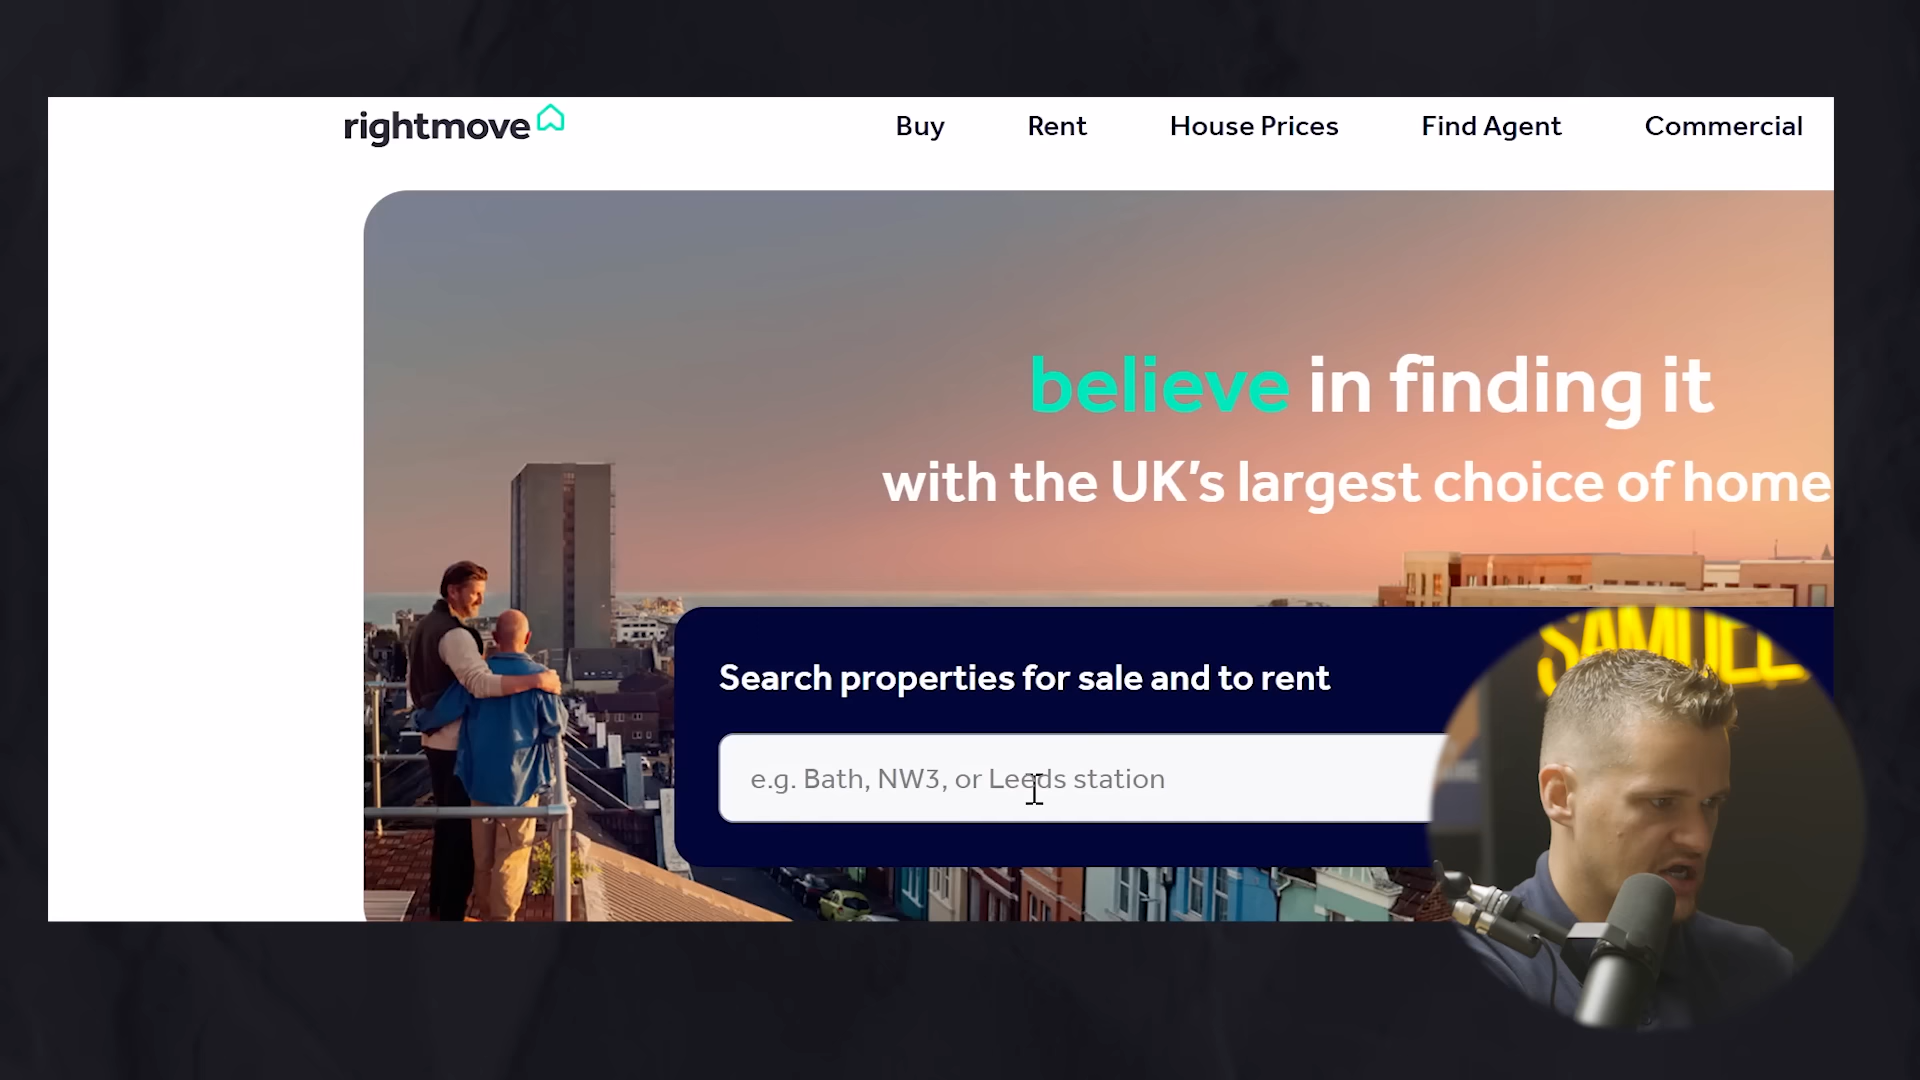 rightmove
Buy
Rent
House Prices
Find Agent
Commercial
believe in finding it
with the UK's largest choice of home
Search properties for sale and to rent
e.g. Bath, NW3, or Leeds station
SAMUEL